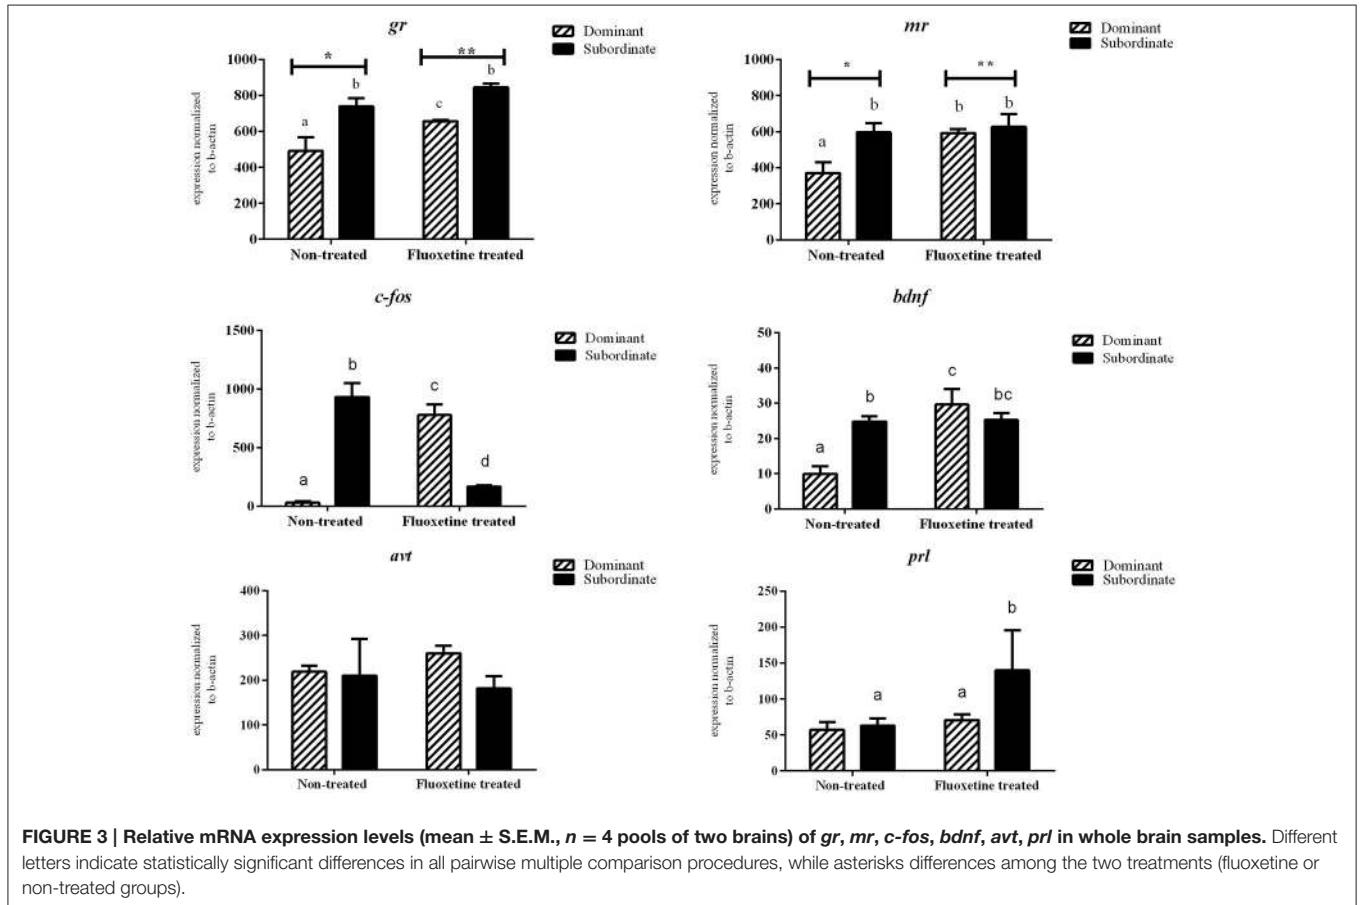 gr
Dominant
Subordinate
expression normalized
to b-actin
1000
800
600
400
200
0
*
**
a
b
c
b
Non-treated
Fluoxetine treated
mr
Dominant
Subordinate
expression normalized
to b-actin
1000
800
600
400
200
0
*
**
a
b
b
b
Non-treated
Fluoxetine treated
c-fos
Dominant
Subordinate
expression normalized
to b-actin
1500
1000
500
0
a
b
c
d
Non-treated
Fluoxetine treated
bdnf
Dominant
Subordinate
expression normalized
to b-actin
50
40
30
20
10
0
a
b
c
bc
Non-treated
Fluoxetine treated
avt
Dominant
Subordinate
expression normalized
to b-actin
400
300
200
100
0
Non-treated
Fluoxetine treated
prl
Dominant
Subordinate
expression normalized
to b-actin
250
200
150
100
50
0
a
a
b
Non-treated
Fluoxetine treated
FIGURE 3 | Relative mRNA expression levels (mean ± S.E.M., n = 4 pools of two brains) of gr, mr, c-fos, bdnf, avt, prl in whole brain samples. Different
letters indicate statistically significant differences in all pairwise multiple comparison procedures, while asterisks differences among the two treatments (fluoxetine or
non-treated groups).